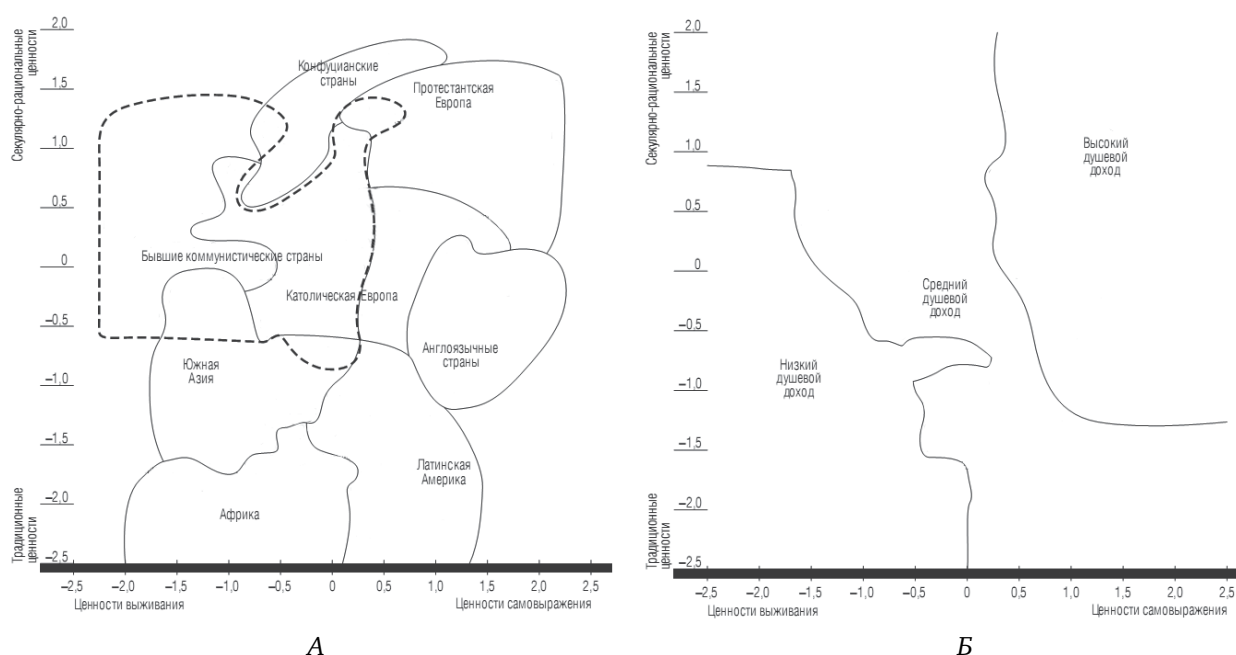 Секулярно-рациональные
ценности
2,0
1,5
1,0
0,5
0
–0,5
–1,0
–1,5
–2,0
–2,5
Традиционные
ценности
Конфуцианские
страны
Протестантская
Европа
Бывшие коммунистические страны
Католическая Европа
Южная
Азия
Англоязычные
страны
Латинская
Америка
Африка
–2,5 –2,0 –1,5 –1,0 –0,5 0 0,5 1,0 1,5 2,0 2,5
Ценности выживания
Ценности самовыражения
А
Секулярно-рациональные
ценности
2,0
1,5
1,0
0,5
0
–0,5
–1,0
–1,5
–2,0
–2,5
Традиционные
ценности
Высокий
душевой
доход
Средний
душевой
доход
Низкий
душевой
доход
–2,5 –2,0 –1,5 –1,0 –0,5 0 0,5 1,0 1,5 2,0 2,5
Ценности выживания
Ценности самовыражения
Б